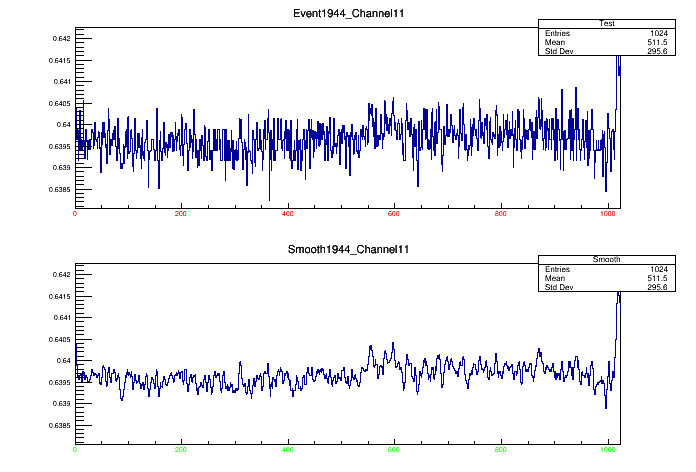 Event1944_Channel11
Test
Entries 1024
Mean 511.5
Std Dev 295.6
0.642
0.6415
0.641
0.6405
0.64
0.6395
0.639
0.6385
0 200 400 600 800 1000
Smooth1944_Channel11
Smooth
Entries 1024
Mean 511.5
Std Dev 295.6
0.642
0.6415
0.641
0.6405
0.64
0.6395
0.639
0.6385
0 200 400 600 800 1000